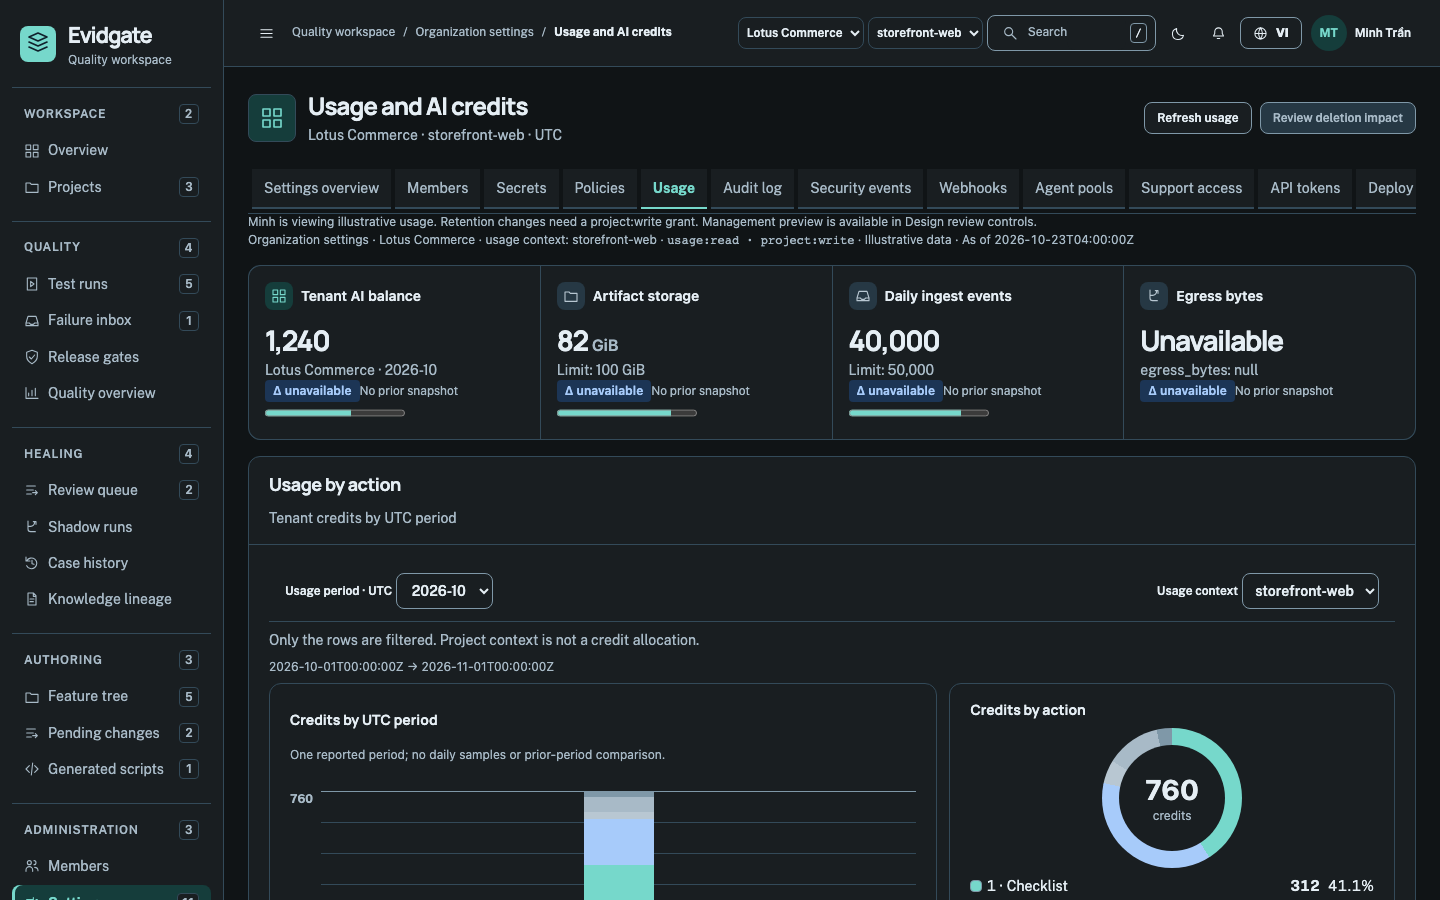 Evidgate
Quality workspace
WORKSPACE 2
Overview
Projects 3
QUALITY 4
Test runs 5
Failure inbox 1
Release gates
Quality overview
HEALING 4
Review queue 2
Shadow runs
Case history
Knowledge lineage
AUTHORING 3
Feature tree 5
Pending changes 2
Generated scripts 1
ADMINISTRATION 3
Members
Quality workspace / Organization settings / Usage and AI credits
Lotus Commerce storefront-web Search / VI MT Minh Trần
Usage and AI credits
Lotus Commerce · storefront-web · UTC
Refresh usage Review deletion impact
Settings overview Members Secrets Policies Usage Audit log Security events Webhooks Agent pools Support access API tokens Deploy
Minh is viewing illustrative usage. Retention changes need a project:write grant. Management preview is available in Design review controls.
Organization settings · Lotus Commerce · usage context: storefront-web · usage:read · project:write · Illustrative data · As of 2026-10-23T04:00:00Z
Tenant AI balance
1,240
Lotus Commerce · 2026-10
Δ unavailable No prior snapshot
Artifact storage
82 GiB
Limit: 100 GiB
Δ unavailable No prior snapshot
Daily ingest events
40,000
Limit: 50,000
Δ unavailable No prior snapshot
Egress bytes
Unavailable
egress_bytes: null
Δ unavailable No prior snapshot
Usage by action
Tenant credits by UTC period
Usage period · UTC 2026-10
Usage context storefront-web
Only the rows are filtered. Project context is not a credit allocation.
2026-10-01T00:00:00Z → 2026-11-01T00:00:00Z
Credits by UTC period
One reported period; no daily samples or prior-period comparison.
760
Credits by action
760
credits
1 · Checklist 312 41.1%